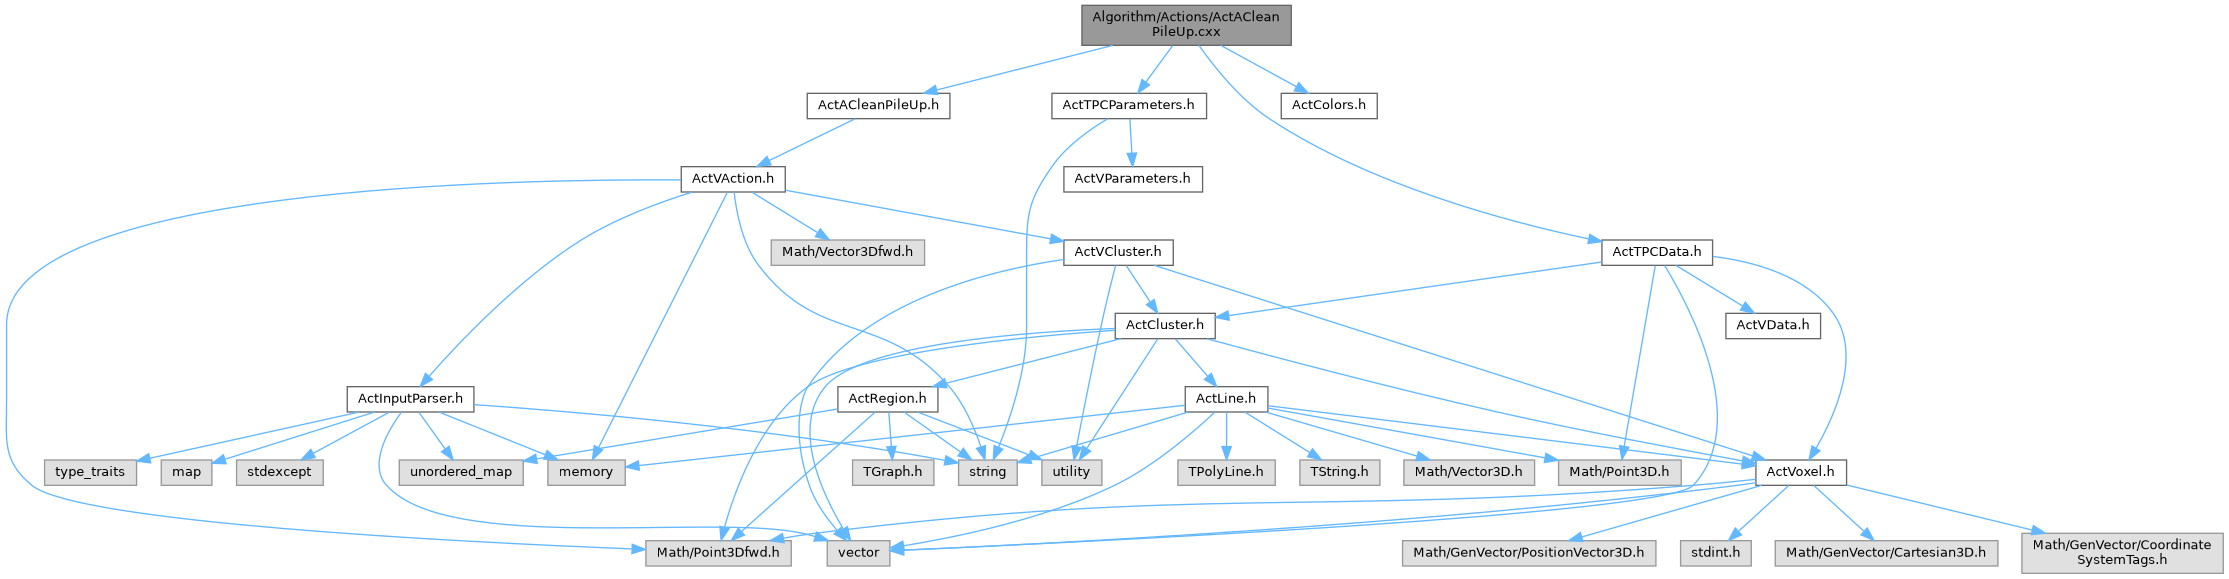 Algorithm/Actions/ActAClean
PileUp.cxx
ActACleanPileUp.h
ActTPCParameters.h
ActColors.h
ActVAction.h
ActVParameters.h
Math/Vector3Dfwd.h
ActVCluster.h
ActTPCData.h
ActCluster.h
ActVData.h
ActInputParser.h
ActRegion.h
ActLine.h
type_traits
map
stdexcept
unordered_map
memory
TGraph.h
string
utility
TPolyLine.h
TString.h
Math/Vector3D.h
Math/Point3D.h
ActVoxel.h
Math/Point3Dfwd.h
vector
Math/GenVector/PositionVector3D.h
stdint.h
Math/GenVector/Cartesian3D.h
Math/GenVector/Coordinate
SystemTags.h